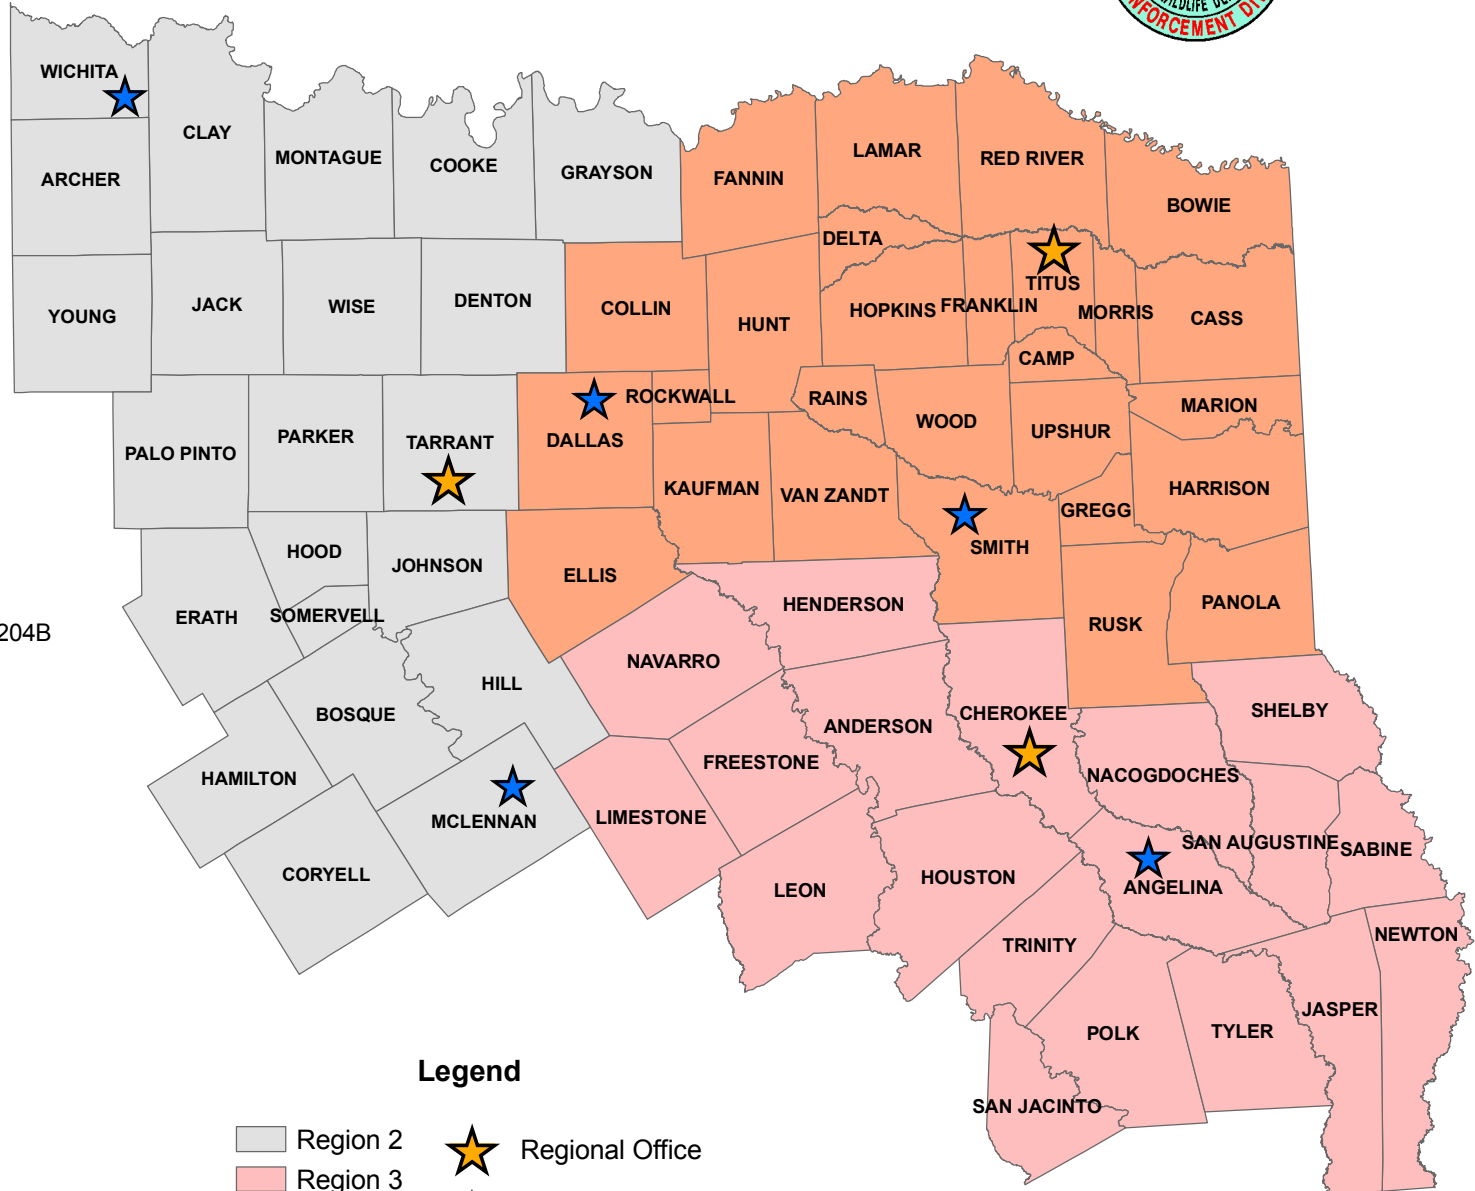 WILDLIFE DE
NFORCEMENT DI
WICHITA
CLAY
MONTAGUE
COOKE
GRAYSON
ARCHER
FANNIN
LAMAR
RED RIVER
BOWIE
DELTA
YOUNG
JACK
WISE
DENTON
COLLIN
HUNT
HOPKINS
FRANKLIN
TITUS
MORRIS
CASS
CAMP
ROCKWALL
RAINS
WOOD
UPSHUR
MARION
PALO PINTO
PARKER
TARRANT
DALLAS
KAUFMAN
VAN ZANDT
SMITH
GREGG
HARRISON
HOOD
JOHNSON
ELLIS
HENDERSON
ERATH
SOMERVELL
204B
RUSK
PANOLA
NAVARRO
HILL
BOSQUE
ANDERSON
CHEROKEE
SHELBY
HAMILTON
FREESTONE
NACOGDOCHES
MCLENNAN
LIMESTONE
SAN AUGUSTINE
SABINE
CORYELL
LEON
HOUSTON
ANGELINA
TRINITY
NEWTON
POLK
TYLER
JASPER
SAN JACINTO
Legend
Region 2
Regional Office
Region 3